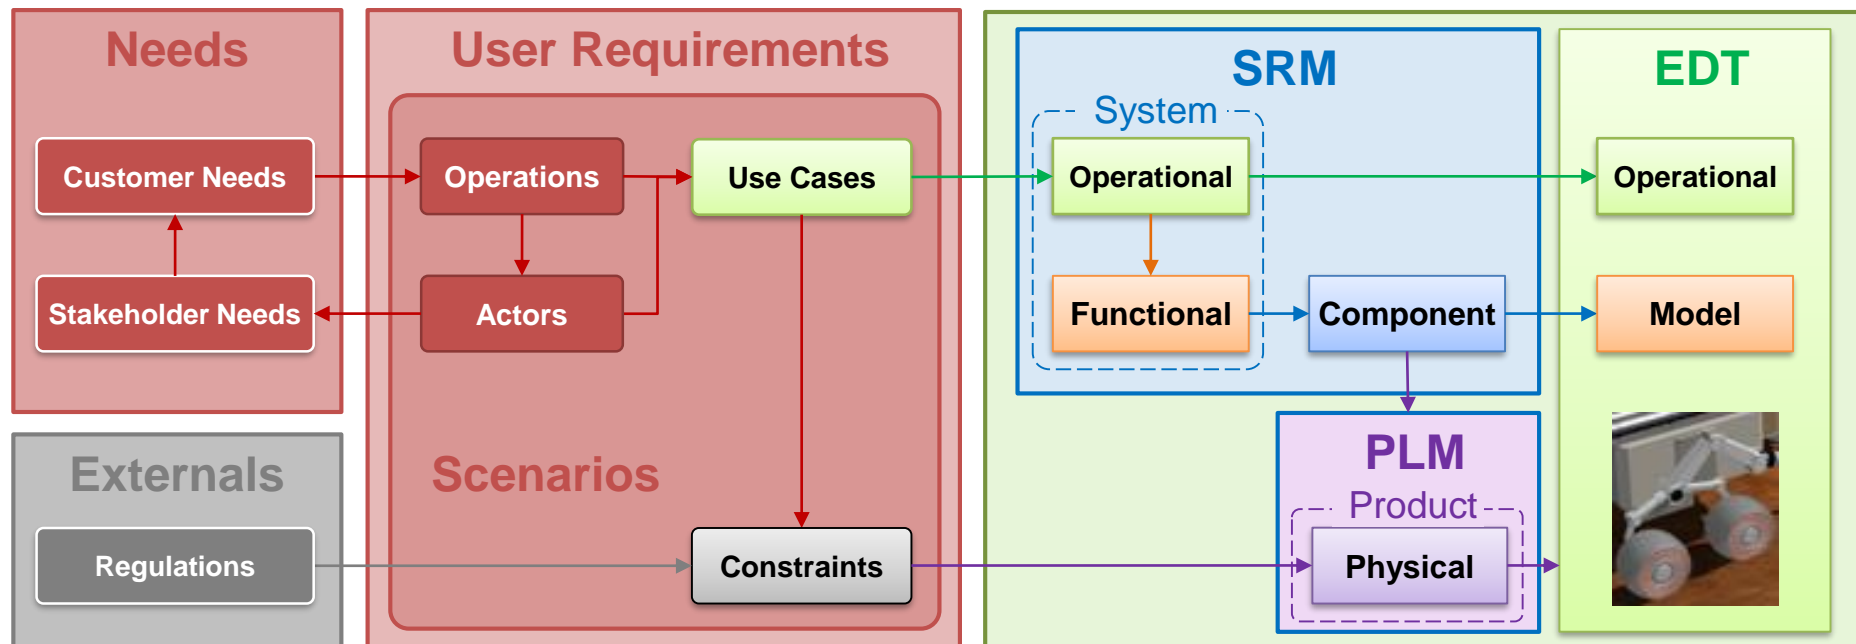 Needs
Customer Needs
Stakeholder Needs
Externals
Regulations
User Requirements
Operations
Use Cases
Actors
Scenarios
Constraints
SRM
System
Operational
Functional
Component
PLM
Product
Physical
EDT
Operational
Model